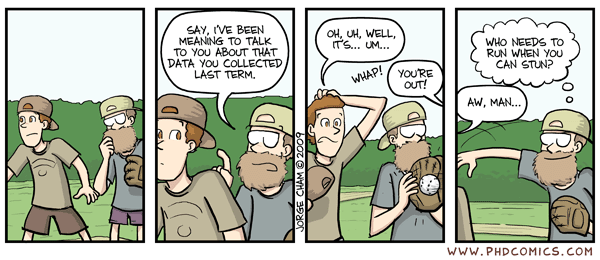 SAY, I'VE BEEN
MEANING TO TALK
TO YOU ABOUT THAT
DATA YOU COLLECTED
LAST TERM.
JORGE CHAM © 2009
OH, UH, WELL,
IT'S... UM...
WHAP!
YOU'RE
OUT!
WHO NEEDS TO
RUN WHEN YOU
CAN STUN?
AW, MAN...
WWW.PHDCOMICS.COM